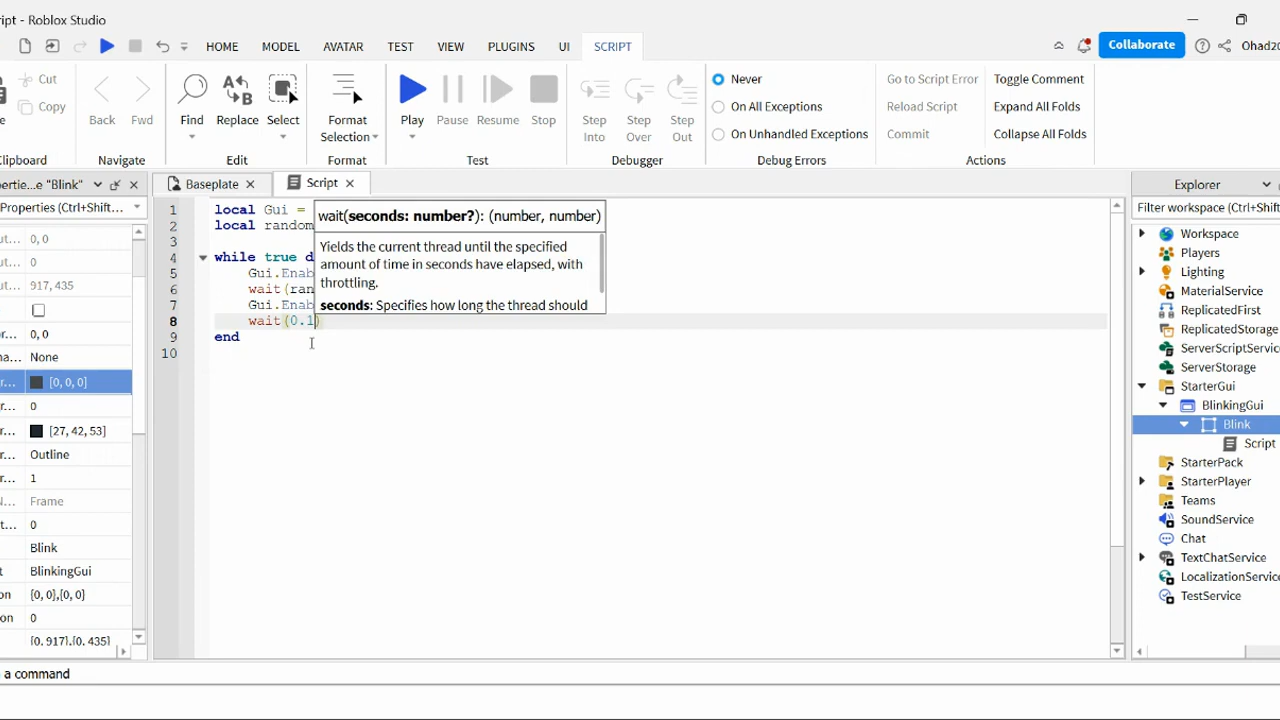 ipt - Roblox Studio
HOME MODEL AVATAR TEST VIEW PLUGINS UI SCRIPT
Collaborate
Cut
Copy
Clipboard
Back Fwd
Navigate
Find Replace Select
Edit
Format
Selection
Format
Play Pause Resume Stop
Test
Step Into
Step Over
Step Out
Debugger
Never
On All Exceptions
On Unhandled Exceptions
Debug Errors
Go to Script Error
Reload Script
Commit
Toggle Comment
Expand All Folds
Collapse All Folds
Actions
"Blink"
Properties (Ctrl+Shift...
0, 0
0
917, 435
0, 0
None
[0, 0, 0]
0
[27, 42, 53]
Outline
1
Frame
0
Blink
BlinkingGui
{0, 0},{0, 0}
0
{0, 917},{0, 435}
Baseplate
Script
1 local Gui =
2 local random
3
4 while true d
5 Gui.Enab
6 wait(ran
7 Gui.Enab
8 wait(0.1)
9 end
10
wait(seconds: number?): (number, number)
Yields the current thread until the specified
amount of time in seconds have elapsed, with
throttling.
seconds: Specifies how long the thread should
Explorer
Filter workspace (Ctrl+Shift
Workspace
Players
Lighting
MaterialService
ReplicatedFirst
ReplicatedStorage
ServerScriptServic
ServerStorage
StarterGui
BlinkingGui
Blink
Script
StarterPack
StarterPlayer
Teams
SoundService
Chat
TextChatService
LocalizationServic
TestService
a command